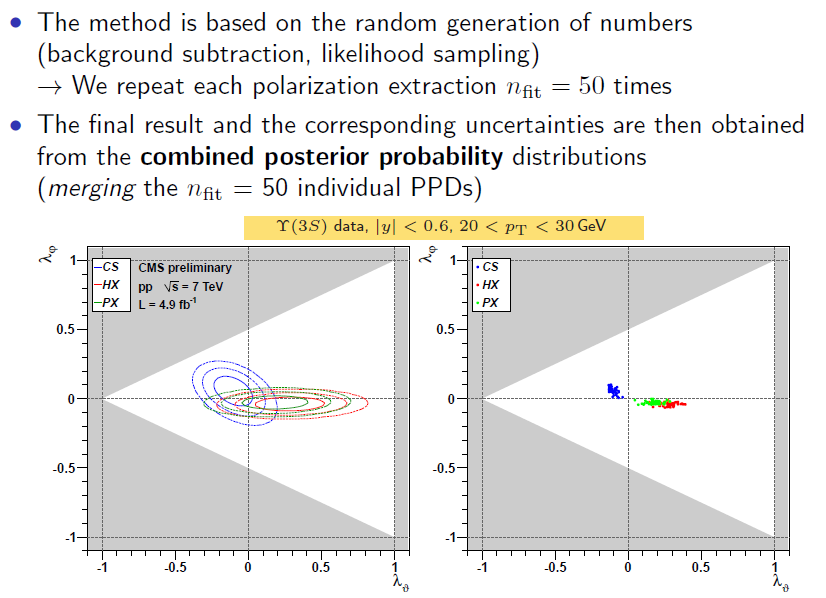 • The method is based on the random generation of numbers
(background subtraction, likelihood sampling)
→ We repeat each polarization extraction n_fit = 50 times
• The final result and the corresponding uncertainties are then obtained
from the combined posterior probability distributions
(merging the n_fit = 50 individual PPDs)
ϒ(3S) data, |y| < 0.6, 20 < p_T < 30 GeV
λ_φ
CS
HX
PX
CMS preliminary
pp √s = 7 TeV
L = 4.9 fb⁻¹
1
0.5
0
-0.5
-1
-1 -0.5 0 0.5 1
λ_ϑ
λ_φ
CS
HX
PX
1
0.5
0
-0.5
-1
-1 -0.5 0 0.5 1
λ_ϑ